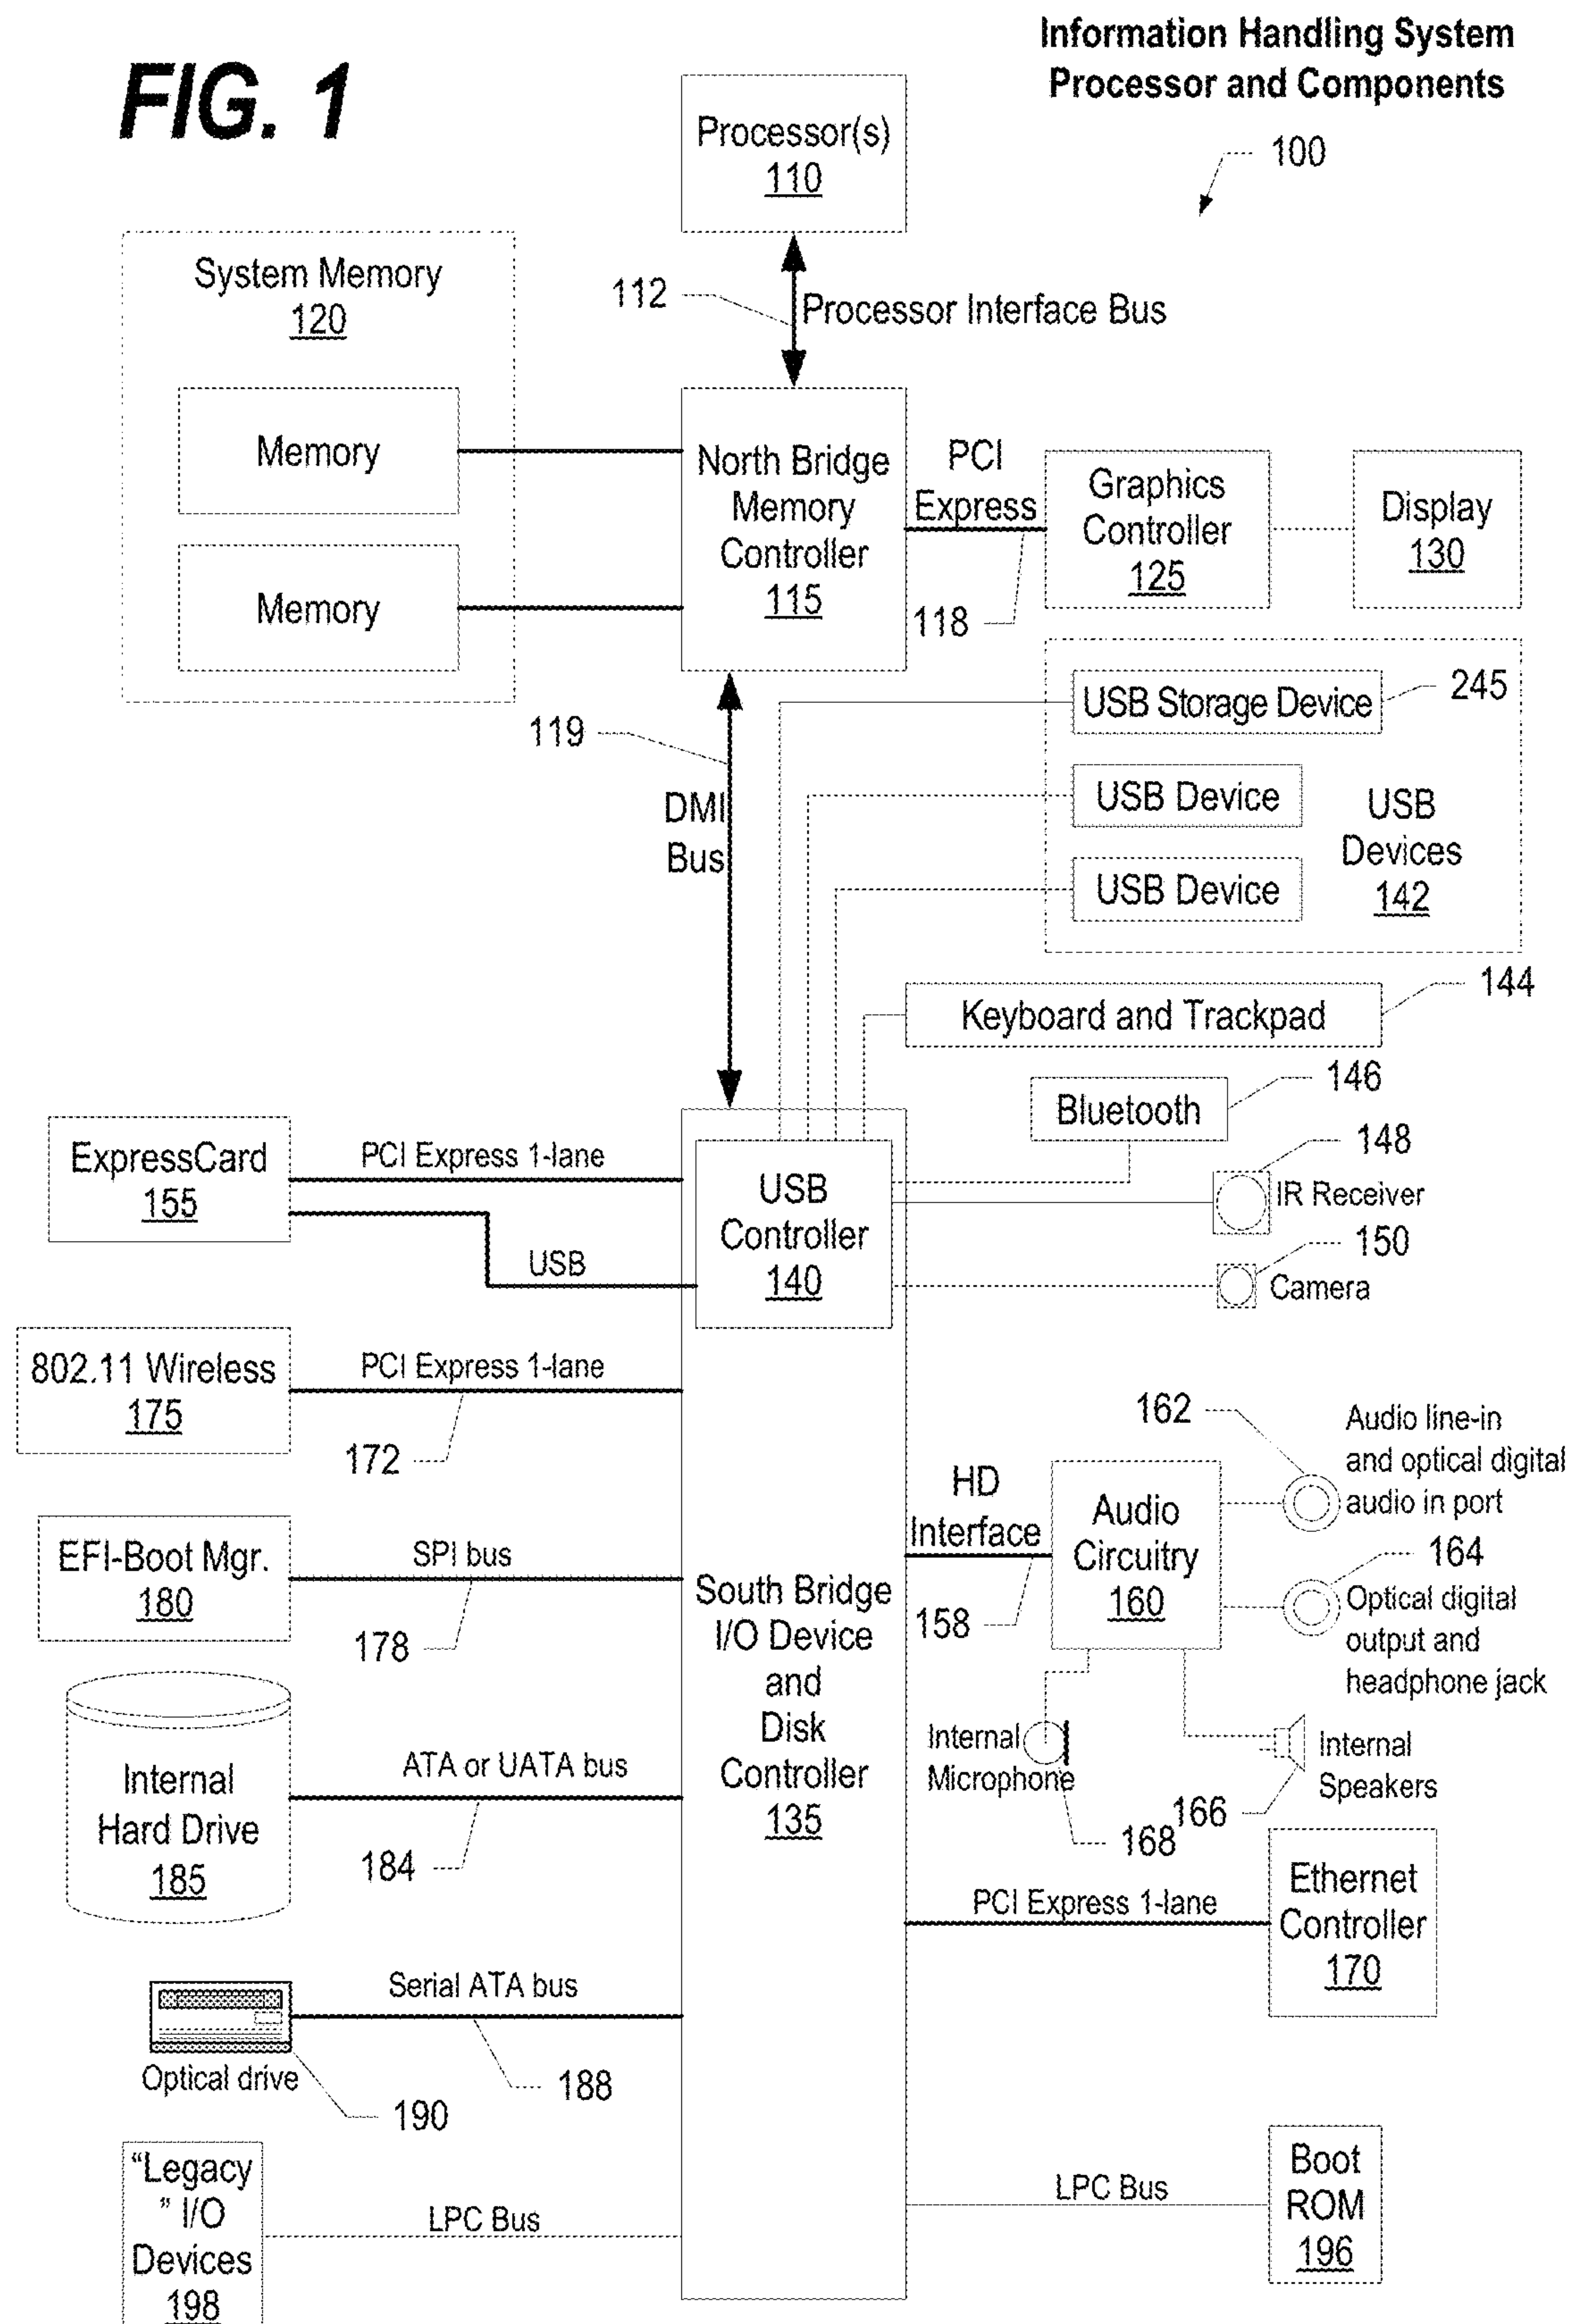 FIG. 1
Information Handling System
Processor and Components
100
Processor(s)
110
System Memory
120
112
Processor Interface Bus
Memory
Memory
North Bridge
Memory
Controller
115
PCI
Express
118
Graphics
Controller
125
Display
130
119
DMI
Bus
USB Storage Device
245
USB Device
USB Device
USB
Devices
142
Keyboard and Trackpad
144
Bluetooth
146
148
IR Receiver
150
Camera
ExpressCard
155
PCI Express 1-lane
USB
USB
Controller
140
802.11 Wireless
175
PCI Express 1-lane
172
EFI-Boot Mgr.
180
SPI bus
178
South Bridge
I/O Device
and
Disk
Controller
135
HD
Interface
158
Audio
Circuitry
160
162
Audio line-in
and optical digital
audio in port
164
Optical digital
output and
headphone jack
Internal
Microphone
168
166
Internal
Speakers
Internal
Hard Drive
185
ATA or UATA bus
184
PCI Express 1-lane
Ethernet
Controller
170
Serial ATA bus
188
Optical drive
190
“Legacy
” I/O
Devices
198
LPC Bus
LPC Bus
Boot
ROM
196